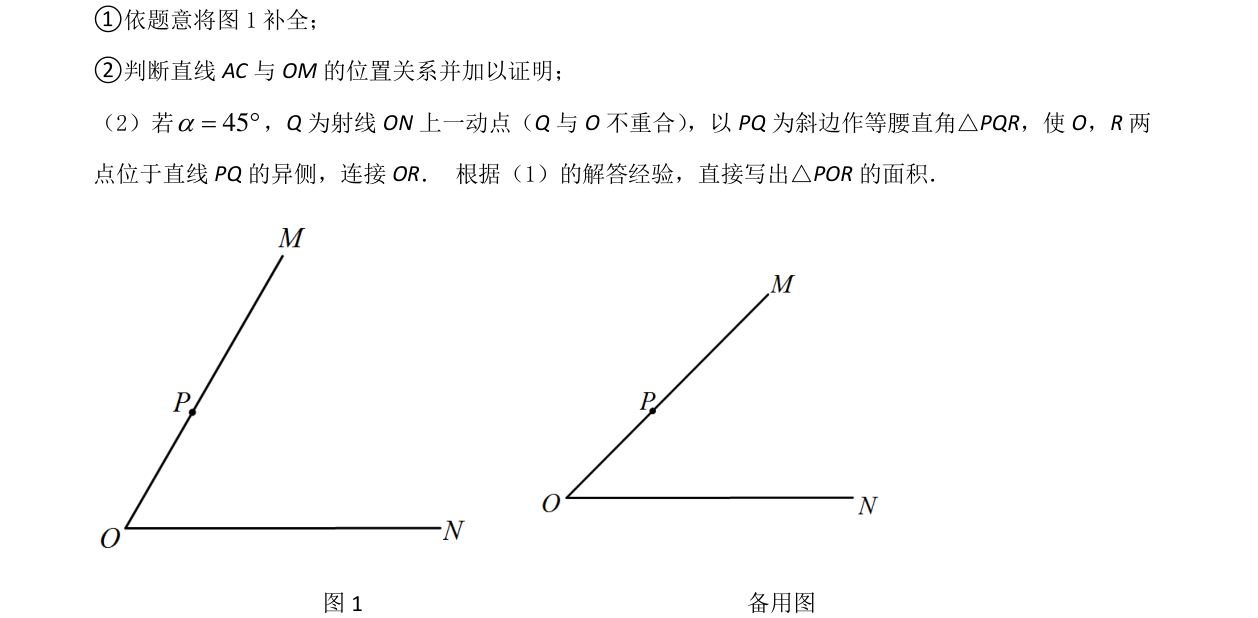 ①依题意将图 1 补全；
②判断直线 AC 与 OM 的位置关系并加以证明；
（2）若 α = 45°，Q 为射线 ON 上一动点（Q 与 O 不重合），以 PQ 为斜边作等腰直角△PQR，使 O，R 两
点位于直线 PQ 的异侧，连接 OR． 根据（1）的解答经验，直接写出△POR 的面积．
M
P
O
N
M
P
O
N
图 1
备用图